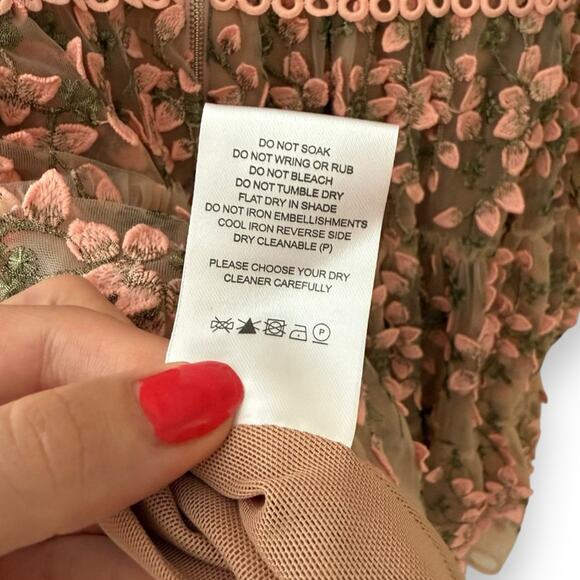 DO NOT SOAK
DO NOT WRING OR RUB
DO NOT BLEACH
DO NOT TUMBLE DRY
FLAT DRY IN SHADE
DO NOT IRON EMBELLISHMENTS
COOL IRON REVERSE SIDE
DRY CLEANABLE (P)
PLEASE CHOOSE YOUR DRY
CLEANER CAREFULLY
P